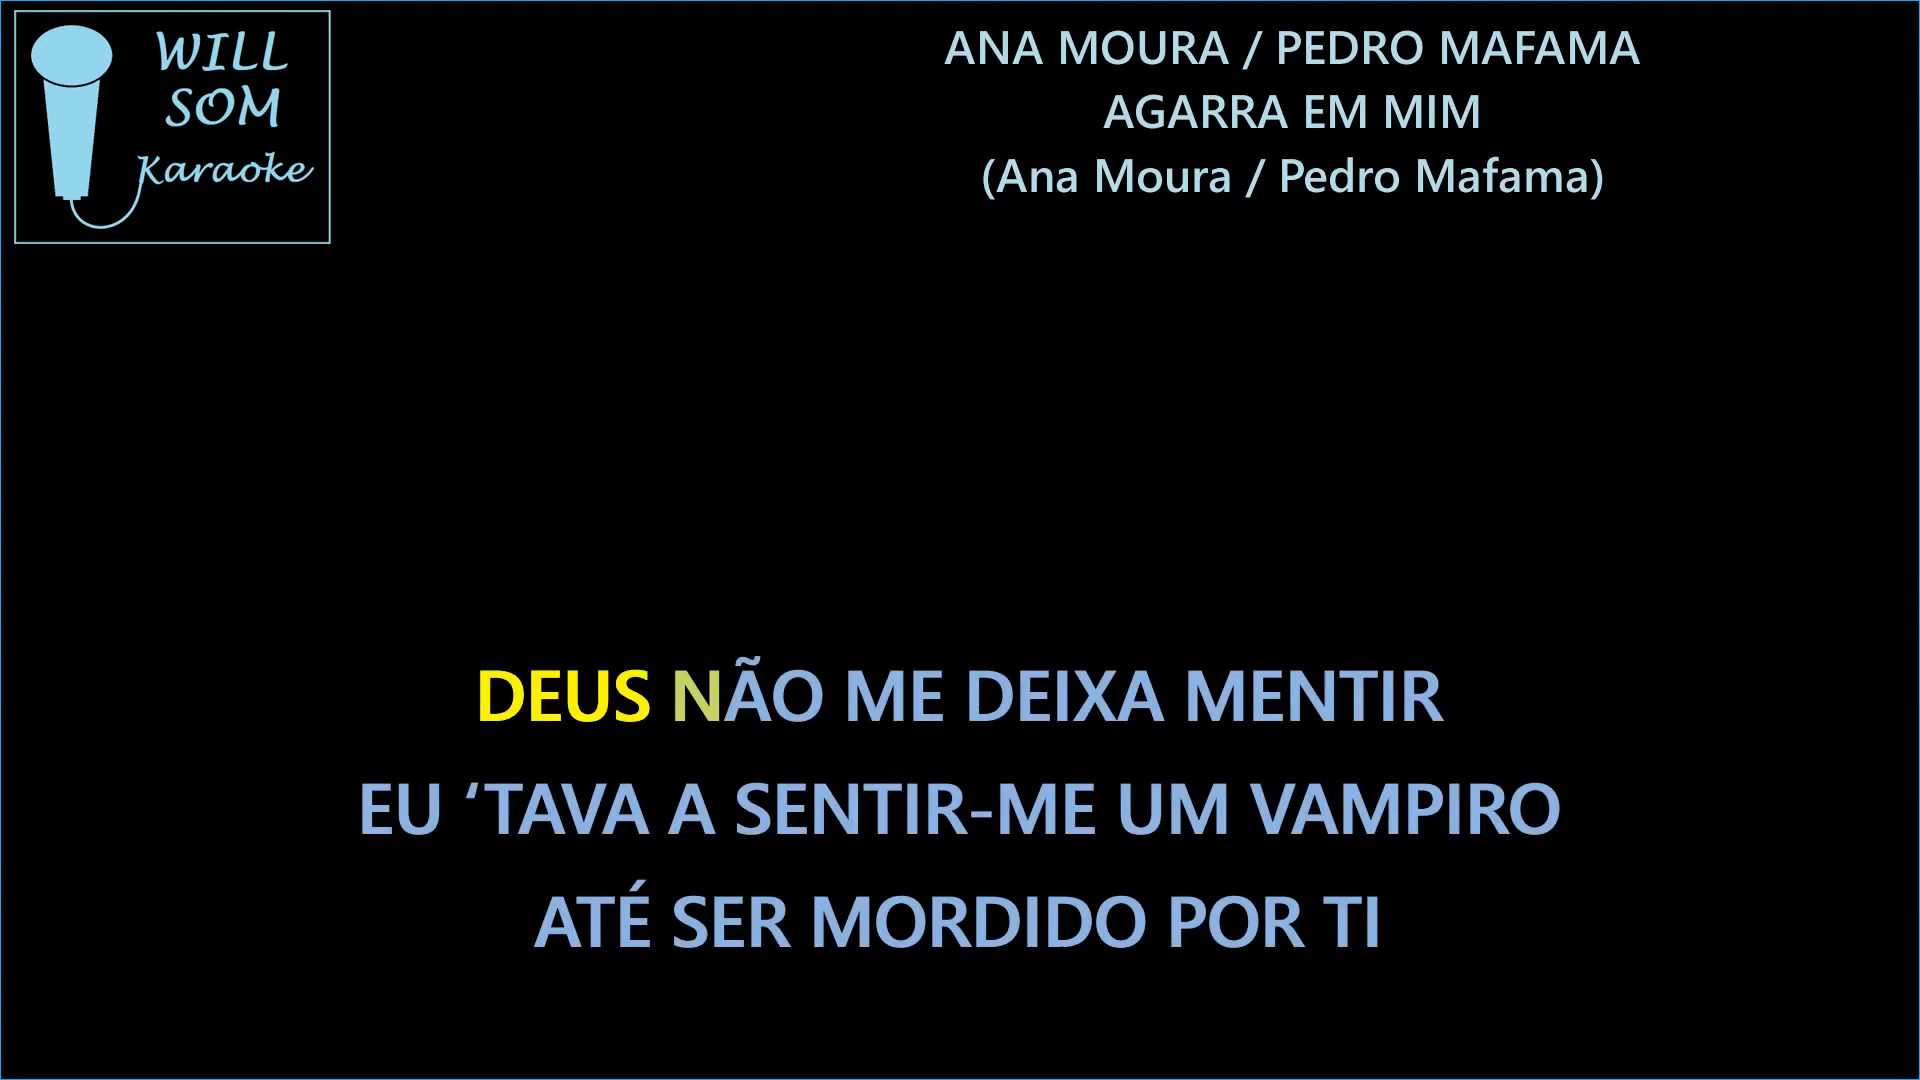 WILL
SOM
Karaoke
ANA MOURA / PEDRO MAFAMA
AGARRA EM MIM
(Ana Moura / Pedro Mafama)
DEUS NÃO ME DEIXA MENTIR
EU ‘TAVA A SENTIR-ME UM VAMPIRO
ATÉ SER MORDIDO POR TI